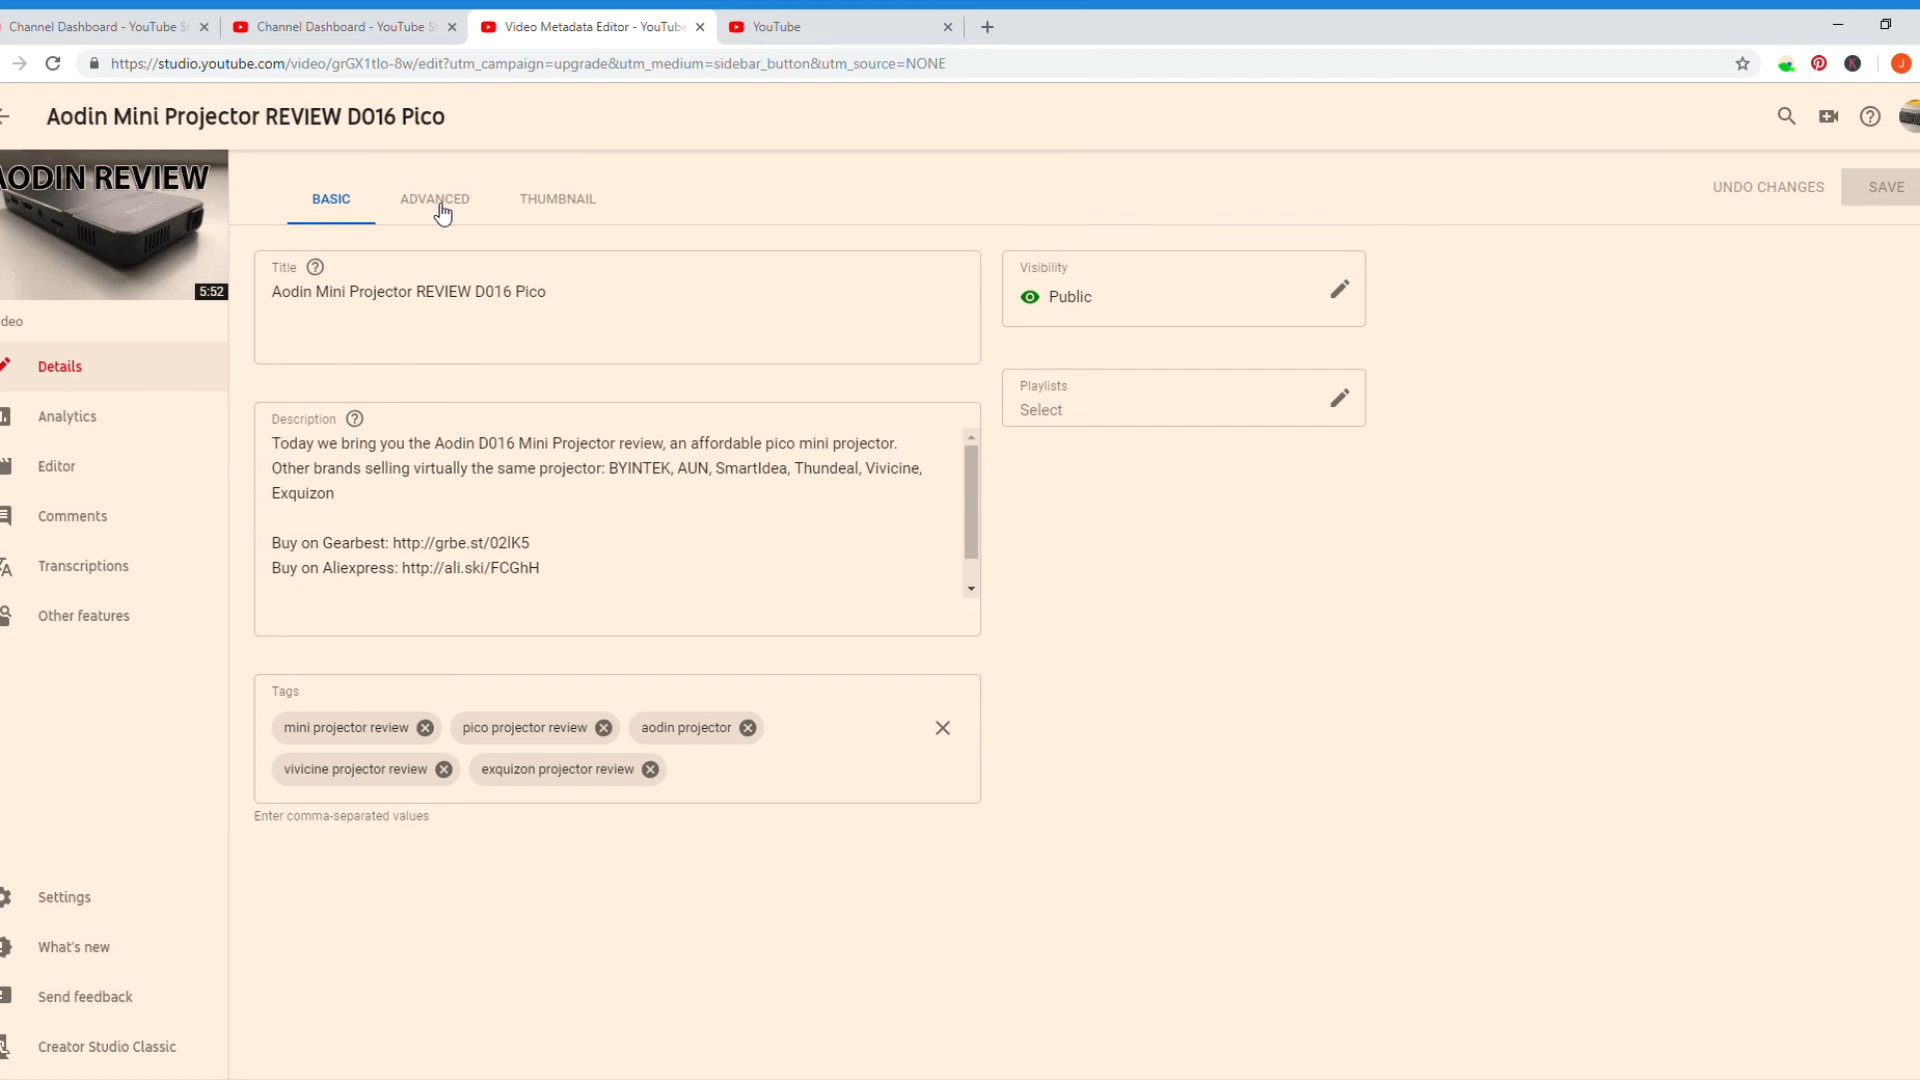 Channel Dashboard - YouTube S
Channel Dashboard - YouTube S
Video Metadata Editor - YouTube
YouTube
https://studio.youtube.com/video/grGX1tIo-8w/edit?utm_campaign=upgrade&utm_medium=sidebar_button&utm_source=NONE
J
Aodin Mini Projector REVIEW D016 Pico
AODIN REVIEW
5:52
deo
BASIC
ADVANCED
THUMBNAIL
UNDO CHANGES
SAVE
Details
Analytics
Editor
Comments
Transcriptions
Other features
Settings
What's new
Send feedback
Creator Studio Classic
Title
Aodin Mini Projector REVIEW D016 Pico
Description
Today we bring you the Aodin D016 Mini Projector review, an affordable pico mini projector.
Other brands selling virtually the same projector: BYINTEK, AUN, SmartIdea, Thundeal, Vivicine,
Exquizon
Buy on Gearbest: http://grbe.st/02lK5
Buy on Aliexpress: http://ali.ski/FCGhH
Tags
mini projector review
pico projector review
aodin projector
vivicine projector review
exquizon projector review
Enter comma-separated values
Visibility
Public
Playlists
Select